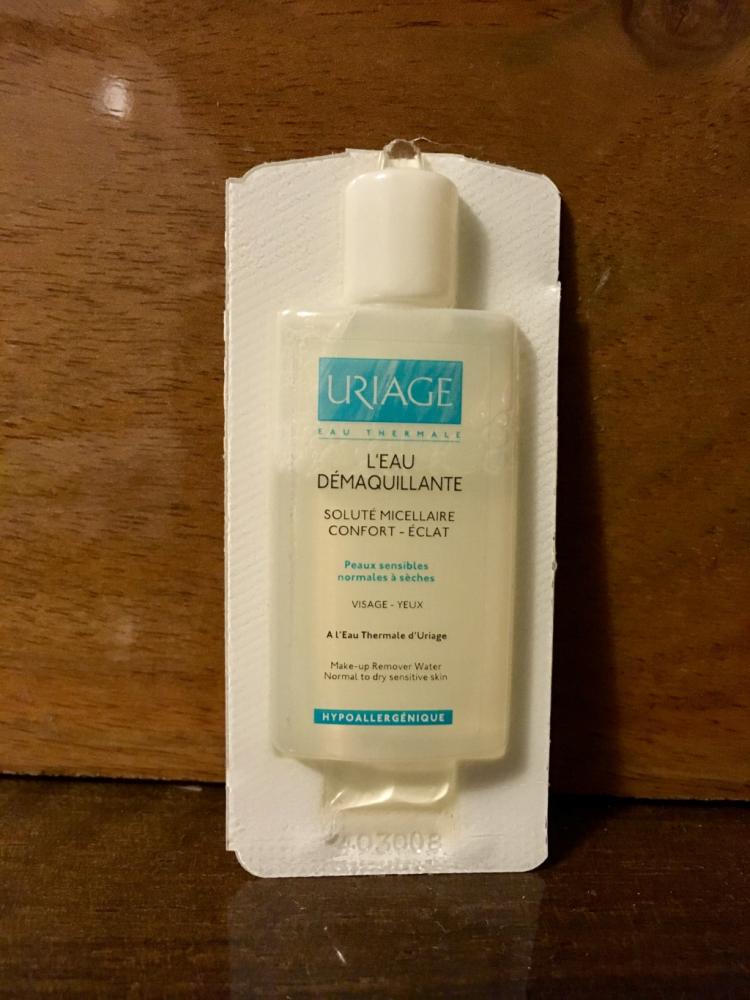 URIAGE
EAU THERMALE
L'EAU
DÉMAQUILLANTE
SOLUTÉ MICELLAIRE
CONFORT - ÉCLAT
Peaux sensibles
normales à sèches
VISAGE - YEUX
A l'Eau Thermale d'Uriage
Make-up Remover Water
Normal to dry sensitive skin
HYPOALLERGÉNIQUE